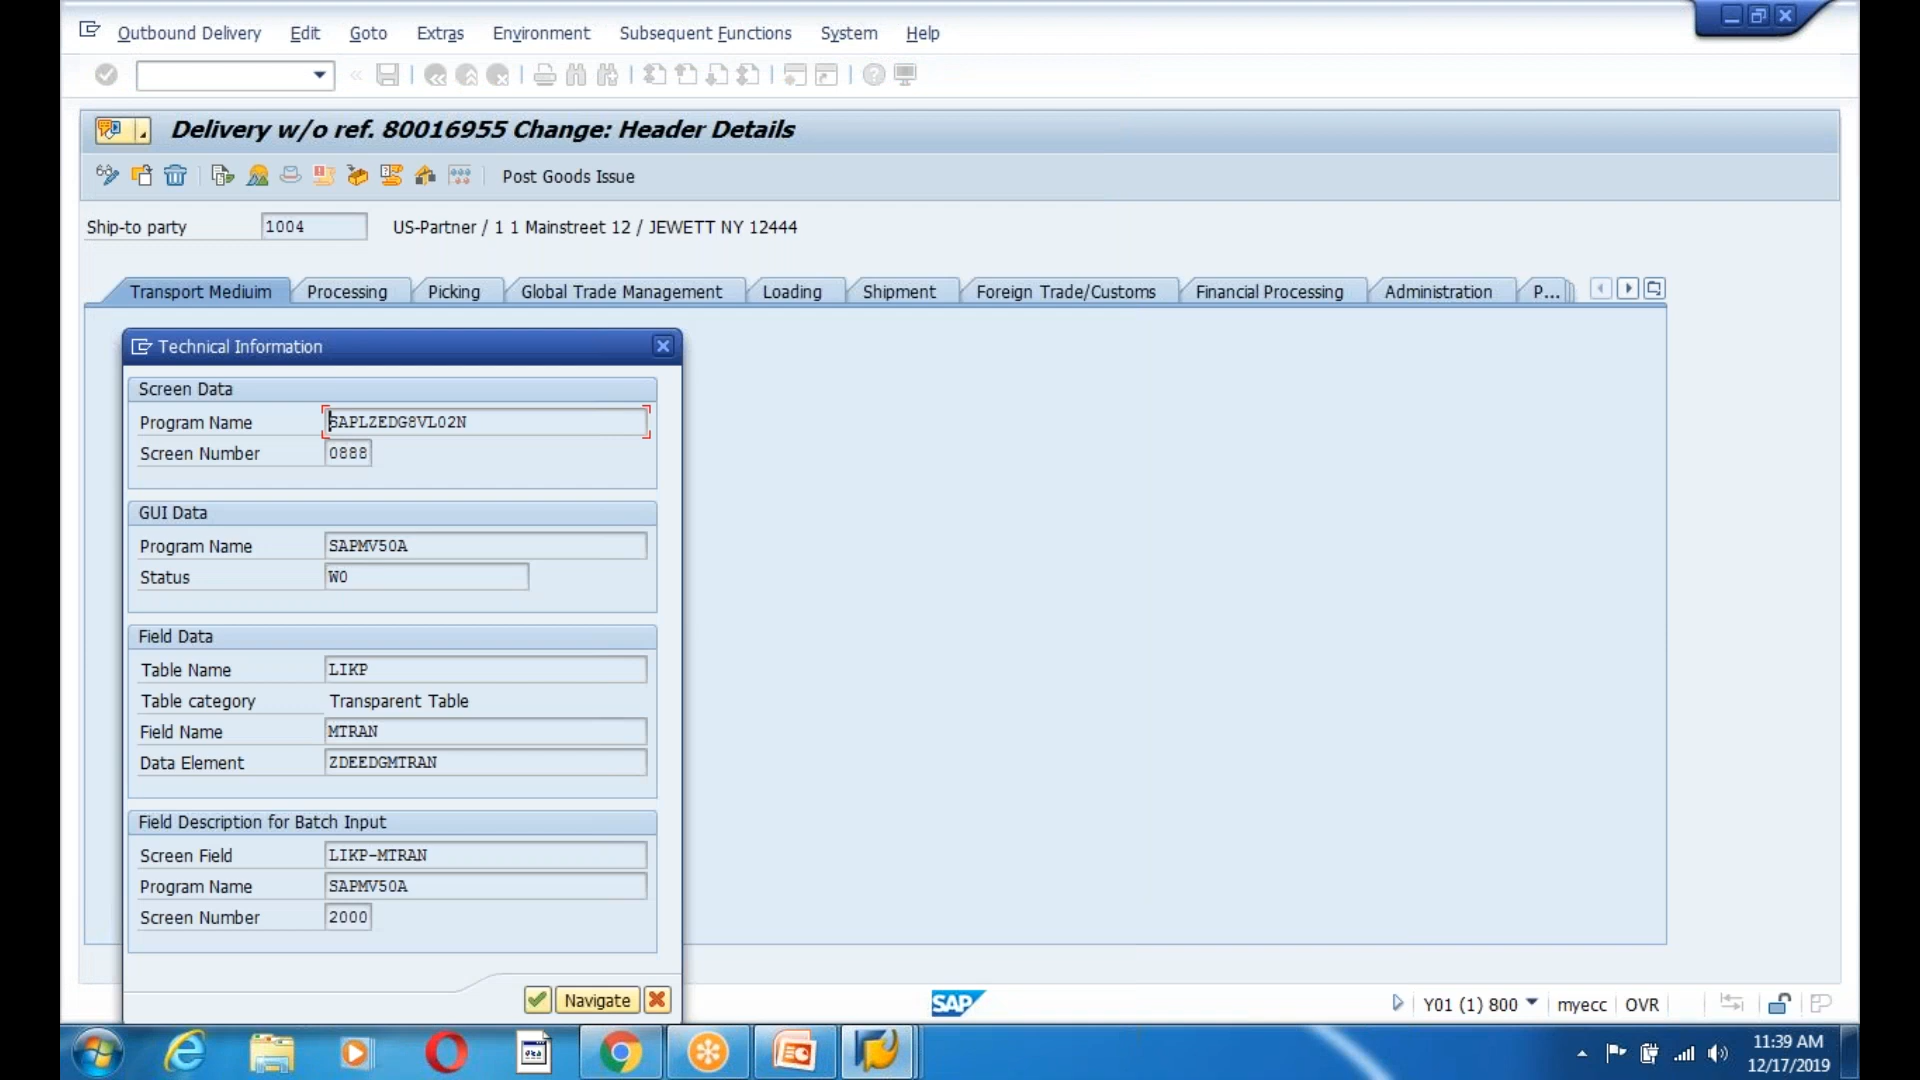 Outbound Delivery Edit Goto Extras Environment Subsequent Functions System Help
Delivery w/o ref. 80016955 Change: Header Details
Post Goods Issue
Ship-to party 1004 US-Partner / 1 1 Mainstreet 12 / JEWETT NY 12444
Transport Mediuim Processing Picking Global Trade Management Loading Shipment Foreign Trade/Customs Financial Processing Administration P...
Technical Information
Screen Data
Program Name SAPLZEDG8VL02N
Screen Number 0888
GUI Data
Program Name SAPMV50A
Status W0
Field Data
Table Name LIKP
Table category Transparent Table
Field Name MTRAN
Data Element ZDEEDGMTRAN
Field Description for Batch Input
Screen Field LIKP-MTRAN
Program Name SAPMV50A
Screen Number 2000
Navigate
SAP
Y01 (1) 800 myecc OVR
11:39 AM
12/17/2019